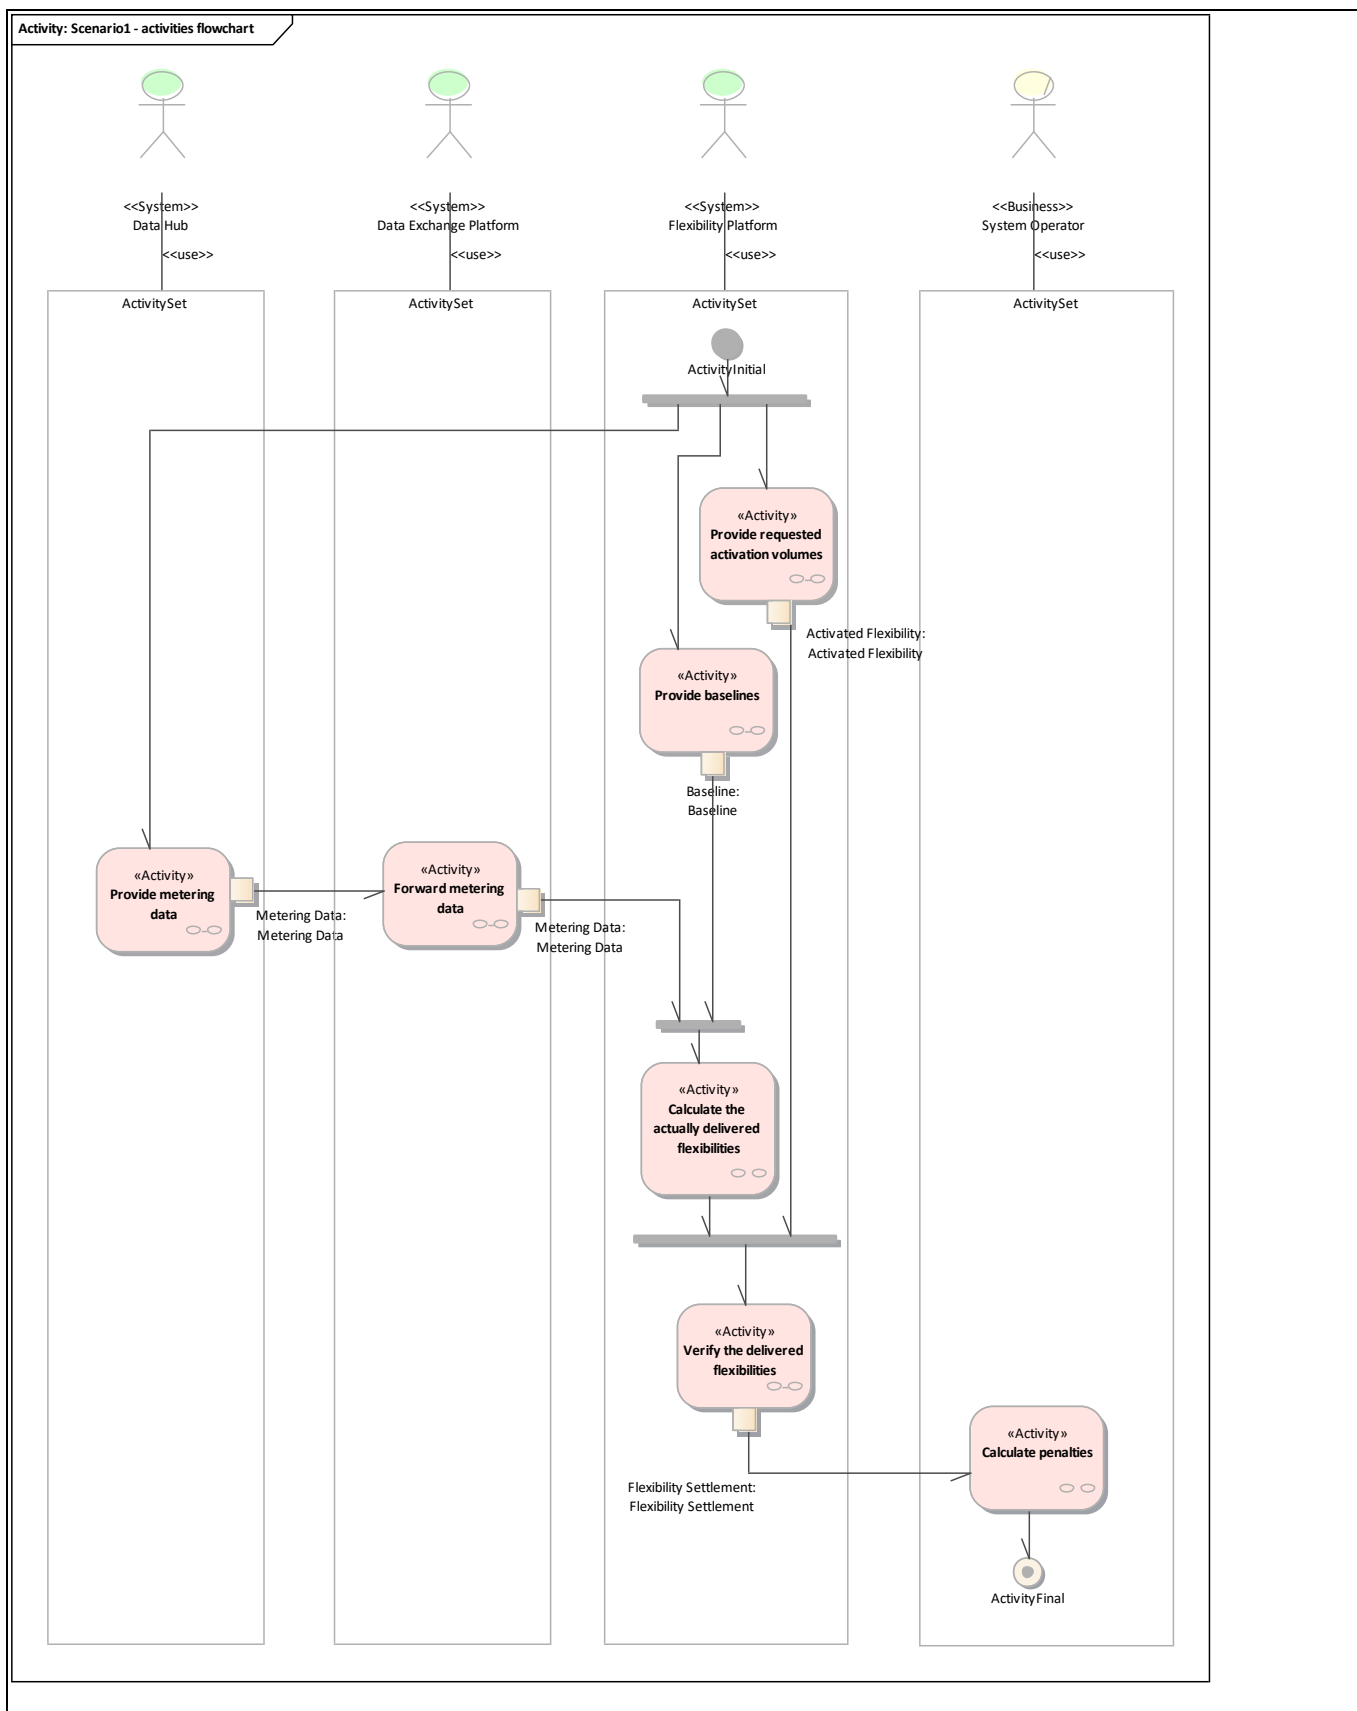 Activity: Scenario1 - activities flowchart
<<System>>
Data Hub
<<use>>
<<System>>
Data Exchange Platform
<<use>>
<<System>>
Flexibility Platform
<<use>>
<<Business>>
System Operator
<<use>>
ActivitySet
ActivitySet
ActivitySet
ActivitySet
ActivityInitial
«Activity»
Provide requested
activation volumes
Activated Flexibility:
Activated Flexibility
«Activity»
Provide baselines
Baseline:
Baseline
«Activity»
Provide metering
data
Metering Data:
Metering Data
«Activity»
Forward metering
data
Metering Data:
Metering Data
«Activity»
Calculate the
actually delivered
flexibilities
«Activity»
Verify the delivered
flexibilities
Flexibility Settlement:
Flexibility Settlement
«Activity»
Calculate penalties
ActivityFinal